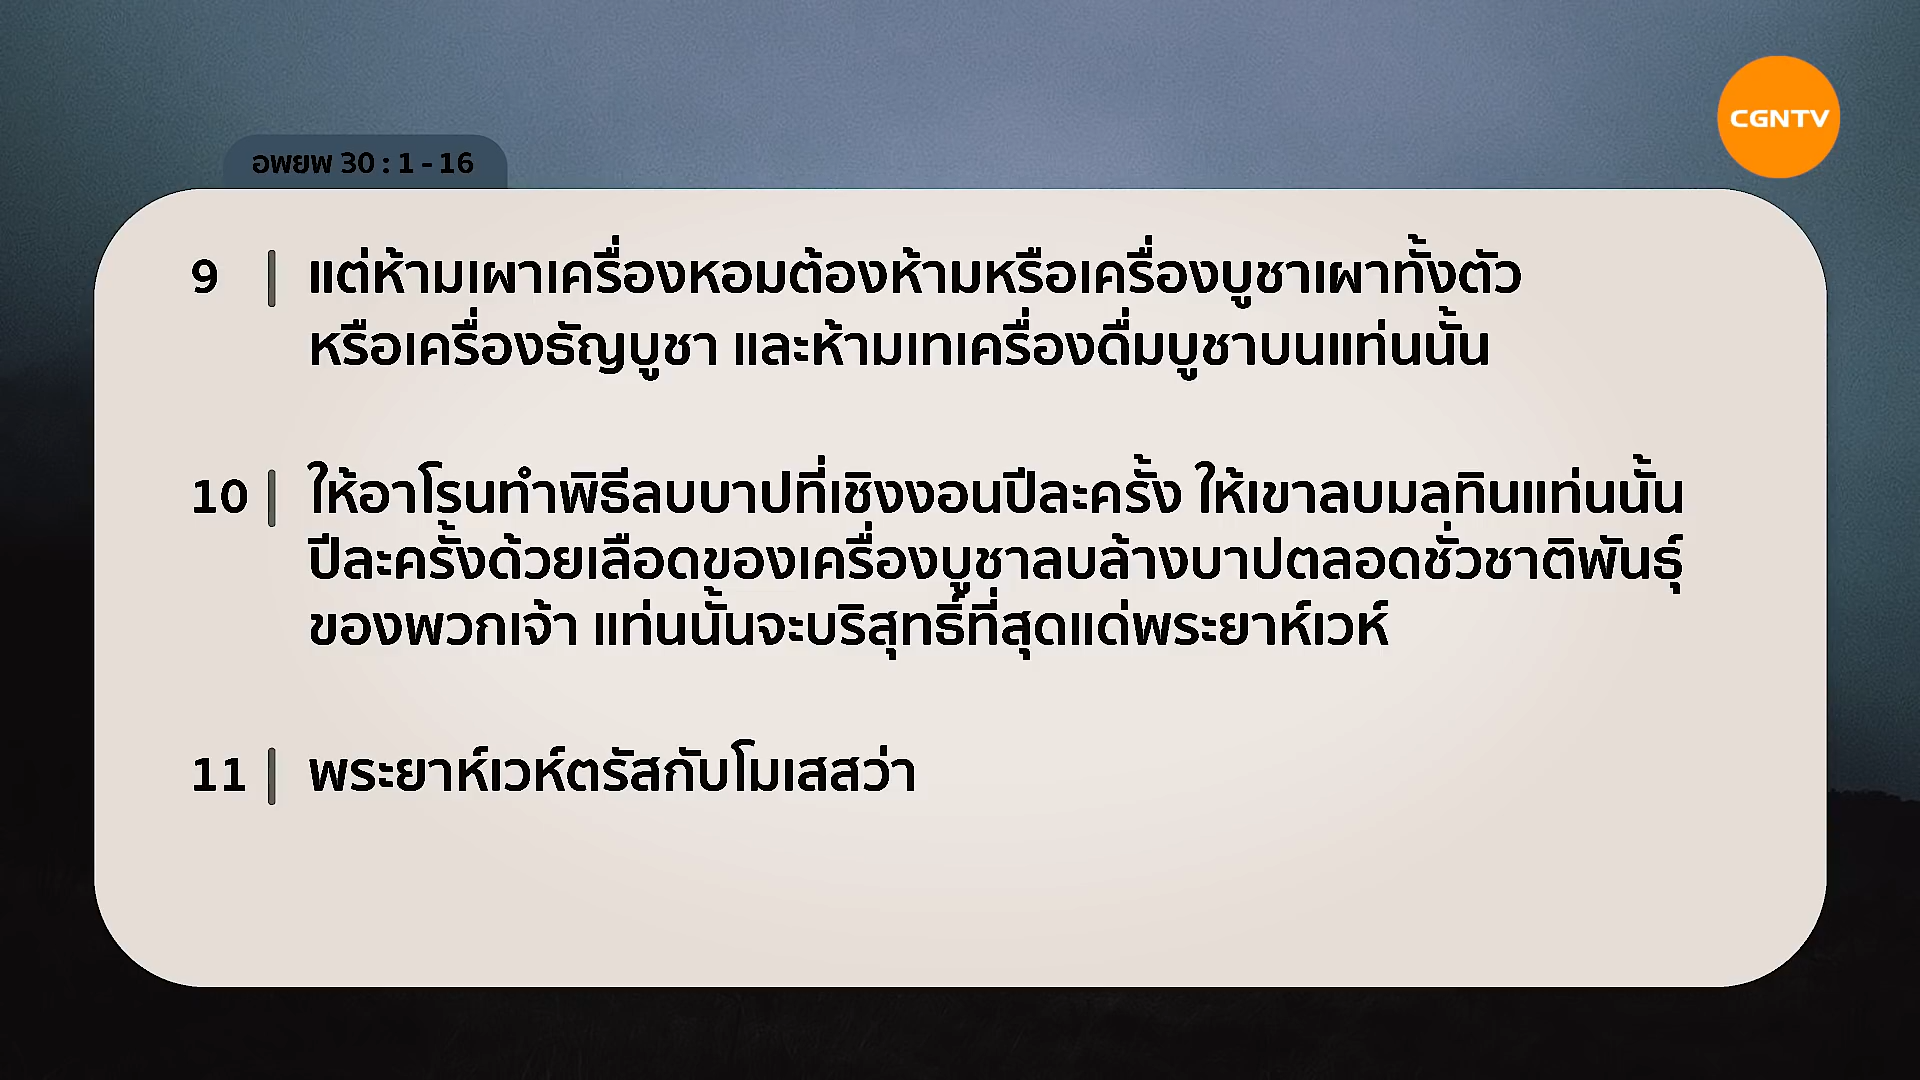 CGNTV
อพยพ 30 : 1 - 16
9 | แต่ห้ามเผาเครื่องหอมต้องห้ามหรือเครื่องบูชาเผาทั้งตัว
หรือเครื่องธัญบูชา และห้ามเทเครื่องดื่มบูชาบนแท่นนั้น
10 | ให้อาโรนทำพิธีลบบาปที่เชิงงอนปีละครั้ง ให้เขาลบมลทินแท่นนั้น
ปีละครั้งด้วยเลือดของเครื่องบูชาลบล้างบาปตลอดชั่วชาติพันธุ์
ของพวกเจ้า แท่นนั้นจะบริสุทธิ์ที่สุดแด่พระยาห์เวห์
11 | พระยาห์เวห์ตรัสกับโมเสสว่า